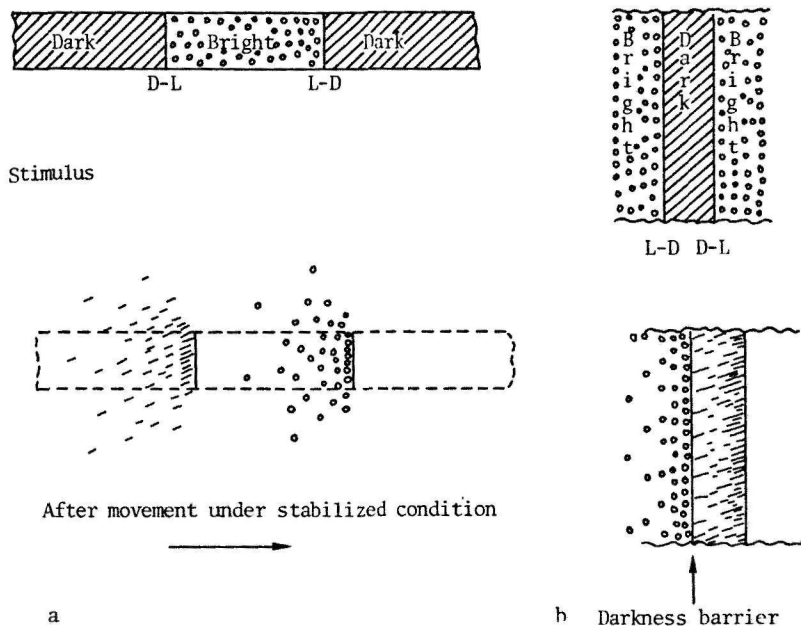 Dark Bright Dark
D-L L-D
Stimulus
After movement under stabilized condition
a
Bright Dark Bright
L-D D-L
b Darkness barrier